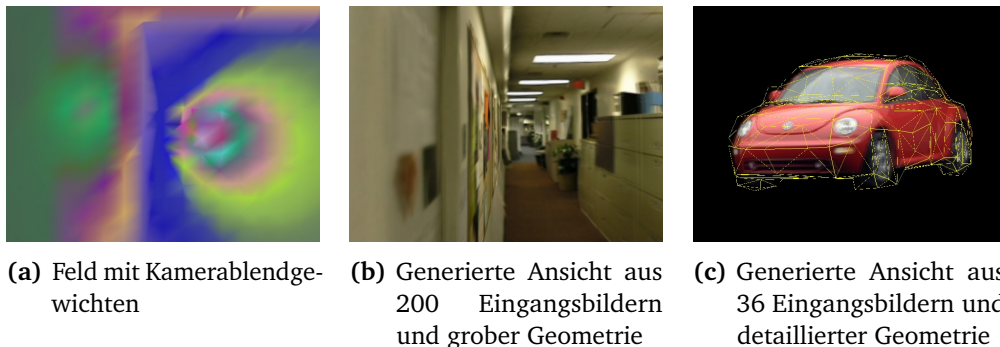 (a) Feld mit Kamerablendge-
wichten
(b) Generierte Ansicht aus
200 Eingangsbildern
und grober Geometrie
(c) Generierte Ansicht aus
36 Eingangsbildern und
detaillierter Geometrie